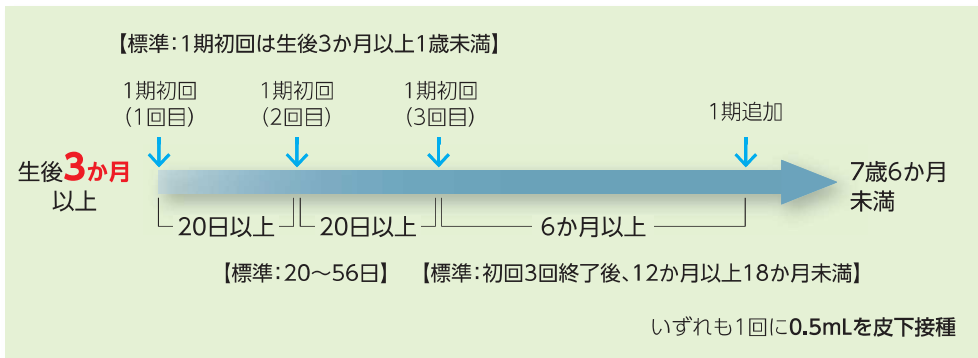 【標準：1期初回は生後3か月以上1歳未満】
1期初回
（1回目）
1期初回
（2回目）
1期初回
（3回目）
1期追加
生後3か月
以上
7歳6か月
未満
20日以上
20日以上
6か月以上
【標準：20～56日】
【標準：初回3回終了後、12か月以上18か月未満】
いずれも1回に0.5mLを皮下接種